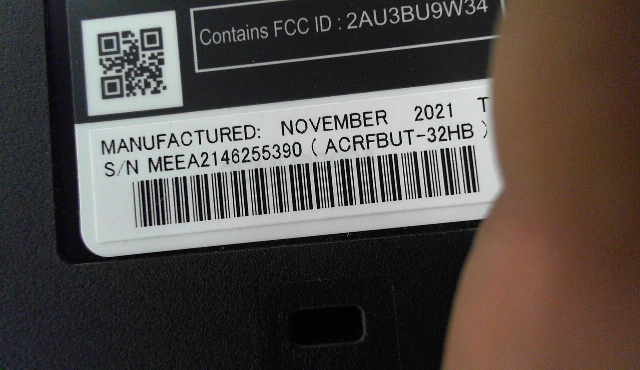 Contains FCC ID : 2AU3BU9W34
MANUFACTURED: NOVEMBER 2021 T
S/N MEEA2146255390 ( ACRFBUT-32HB )